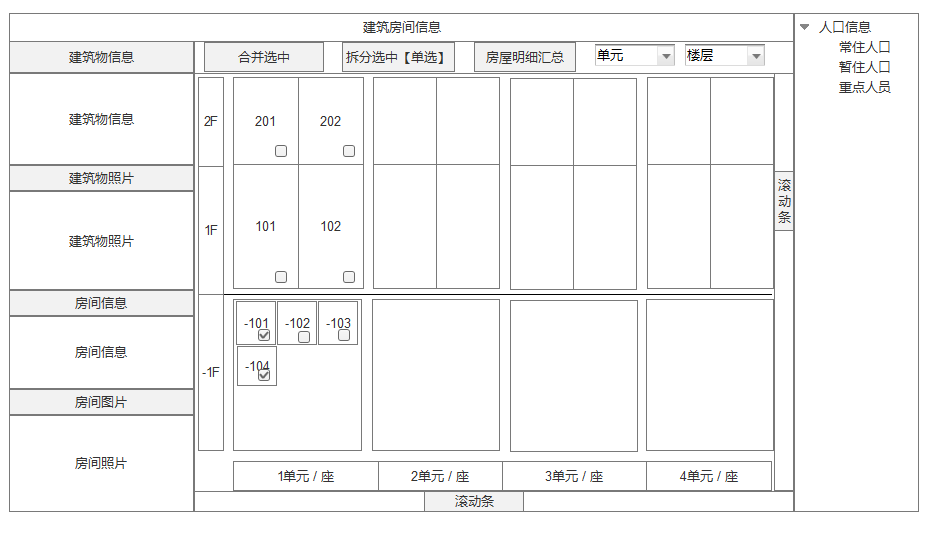 建筑房间信息
建筑物信息
合并选中
拆分选中【单选】
房屋明细汇总
单元
楼层
人口信息
常住人口
暂住人口
重点人员
建筑物信息
2F
201
202
建筑物照片
建筑物照片
1F
101
102
滚动条
房间信息
房间信息
-1F
-101
-102
-103
-104
房间图片
房间照片
1单元 / 座
2单元 / 座
3单元 / 座
4单元 / 座
滚动条